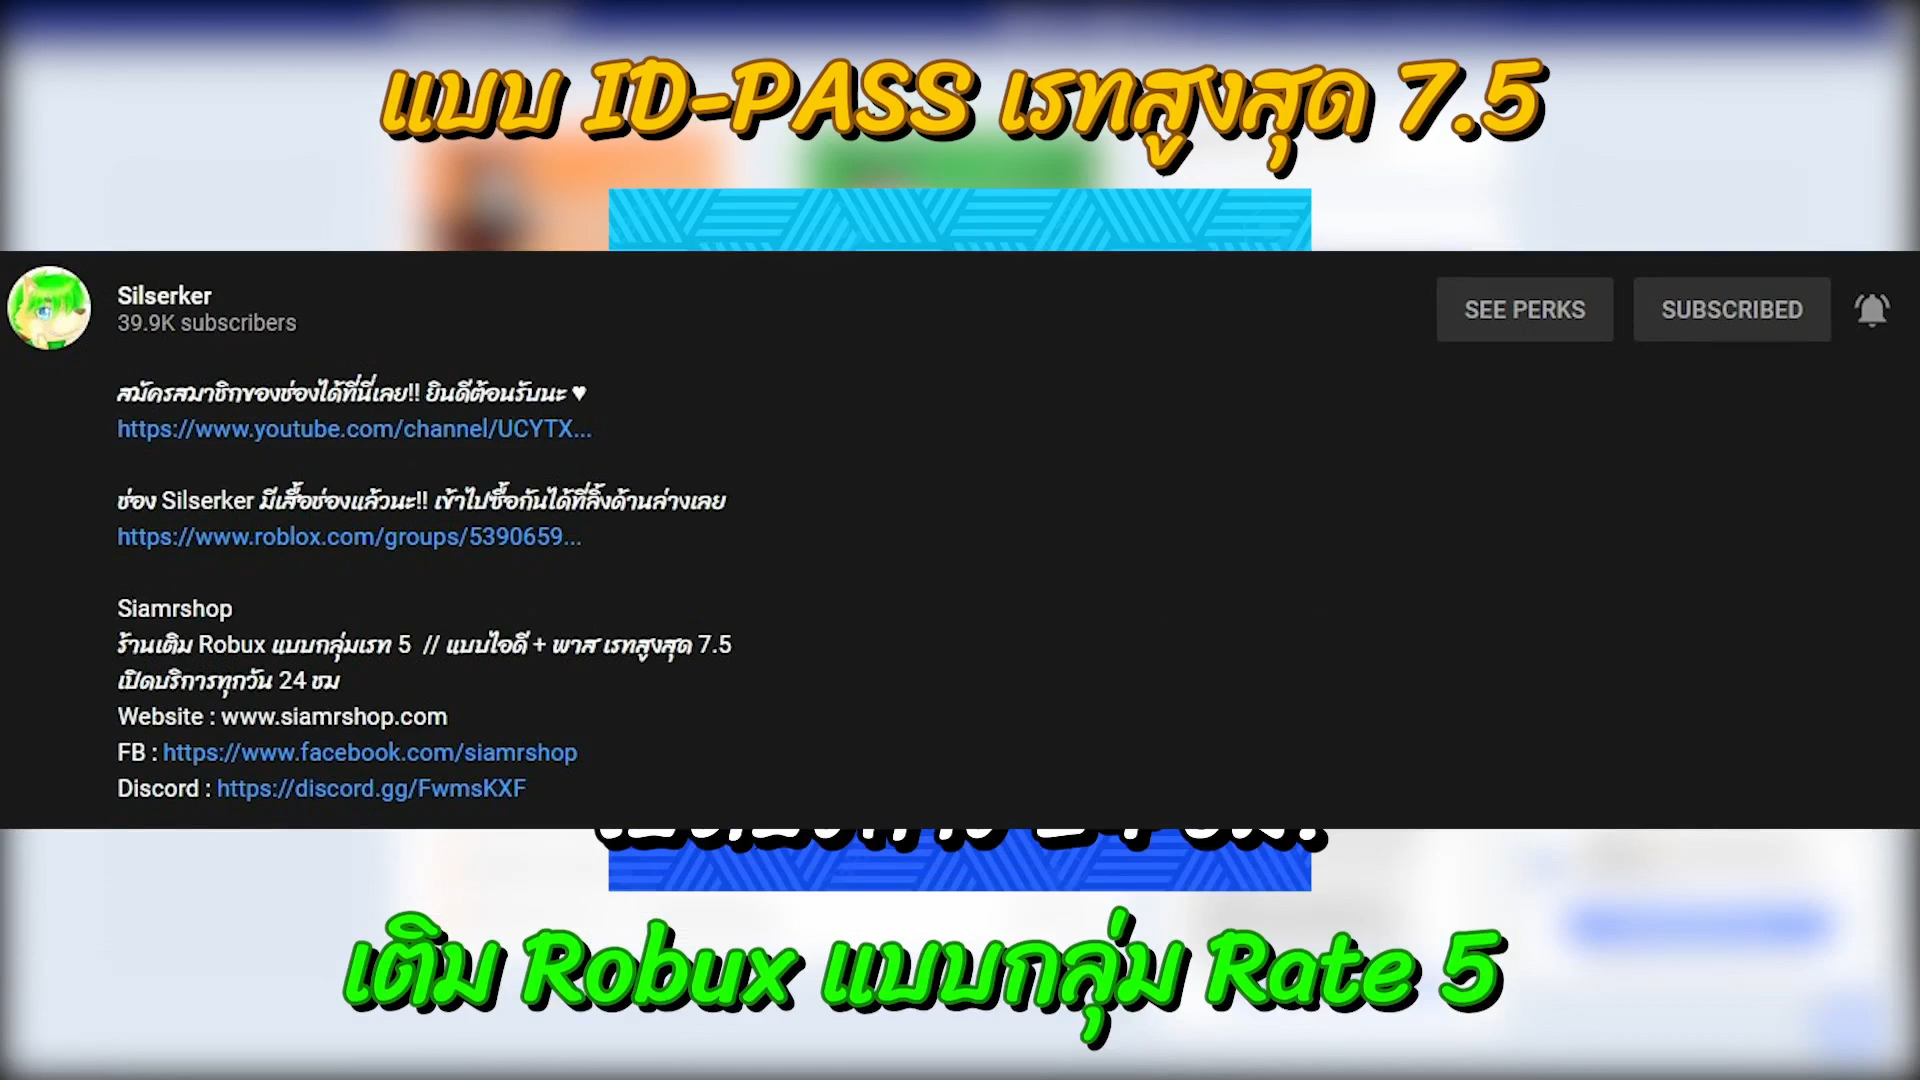 แบบ ID-PASS เรทสูงสุด 7.5
Silserker
39.9K subscribers
SEE PERKS
SUBSCRIBED
สมัครสมาชิกของช่องได้ที่นี่เลย!! ยินดีต้อนรับนะ ♥
https://www.youtube.com/channel/UCYTX...
ช่อง Silserker มีเสื้อช่องแล้วนะ!! เข้าไปซื้อกันได้ที่ลิ้งด้านล่างเลย
https://www.roblox.com/groups/5390659...
Siamrshop
ร้านเติม Robux แบบกลุ่มเรท 5 // แบบไอดี + พาส เรทสูงสุด 7.5
เปิดบริการทุกวัน 24 ชม
Website : www.siamrshop.com
FB : https://www.facebook.com/siamrshop
Discord : https://discord.gg/FwmsKXF
เติม Robux แบบกลุ่ม Rate 5